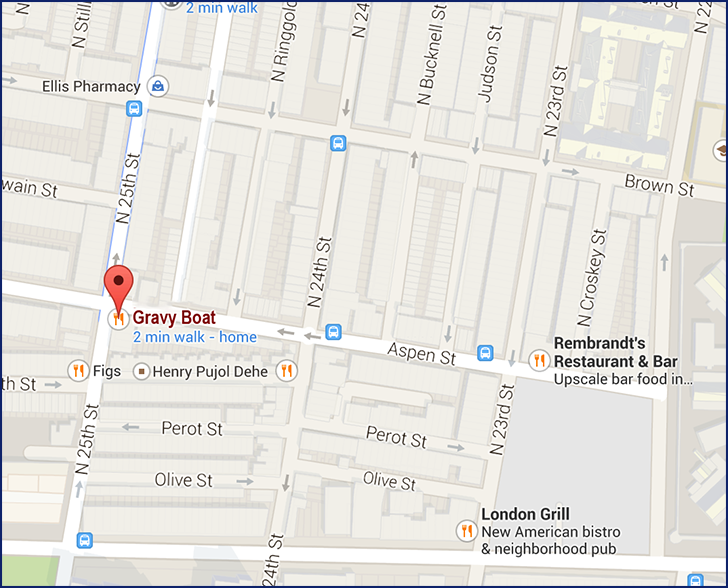 2 min walk
N Still
N Ringgold
N 24t
N Bucknell St
Judson St
N 23rd St
N 22
Ellis Pharmacy
N 25th St
wain St
Brown St
N 24th St
N Croskey St
Gravy Boat
2 min walk - home
Aspen St
Rembrandt's
Restaurant & Bar
Upscale bar food in...
Figs
Henry Pujol Dehe
th St
N 25th St
Perot St
Perot St
N 23rd St
Olive St
Olive St
London Grill
New American bistro
& neighborhood pub
24th St